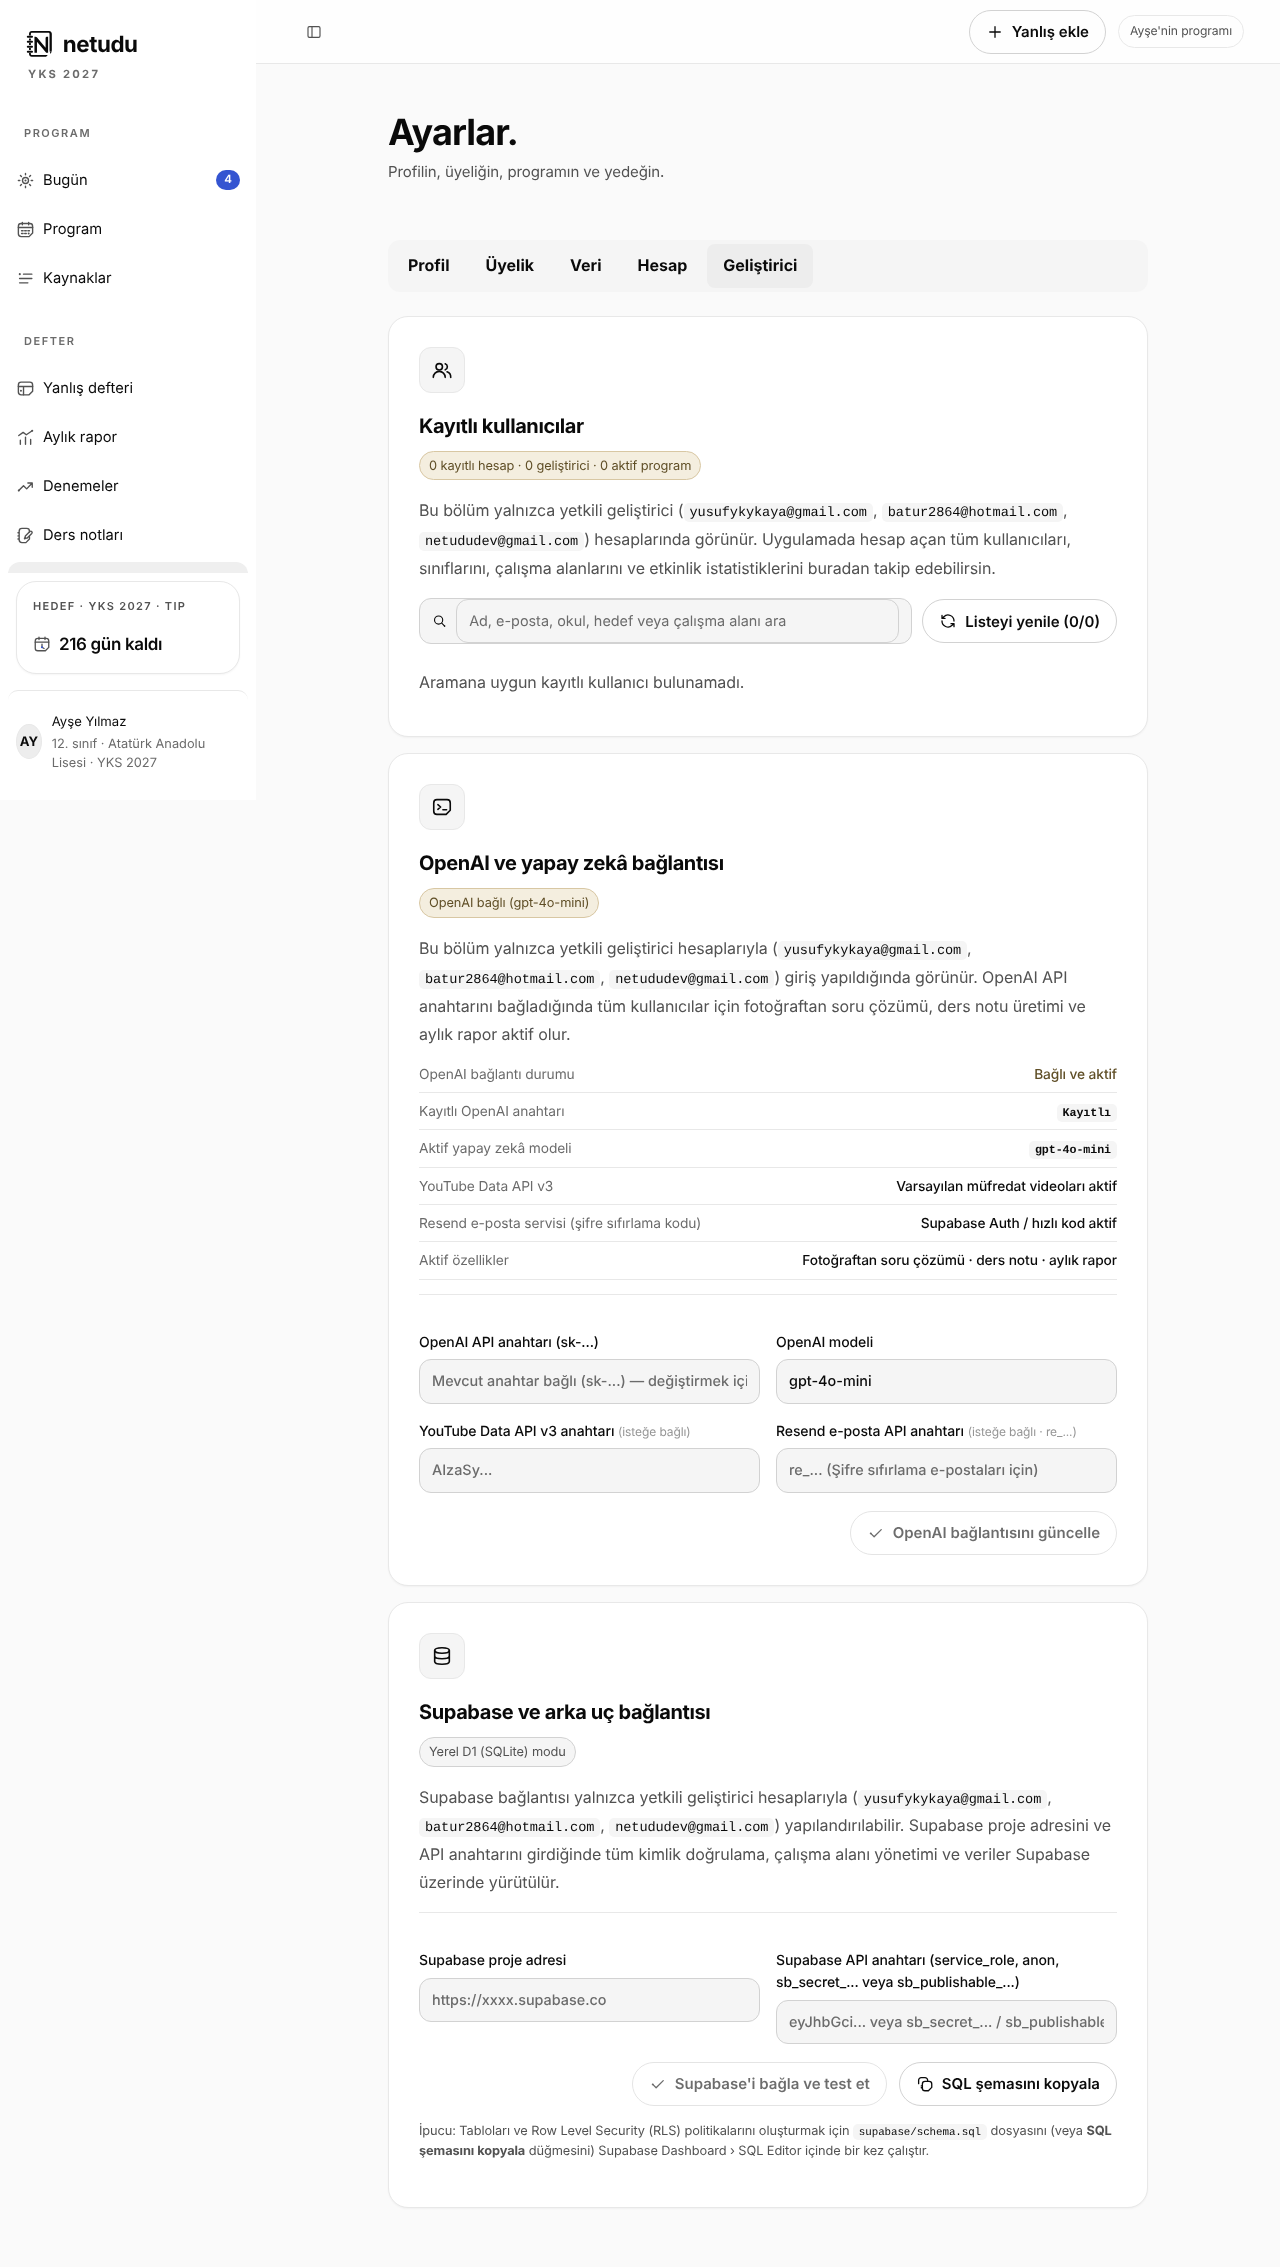 netudu
YKS 2027
PROGRAM
Bugün
4
Program
Kaynaklar
DEFTER
Yanlış defteri
Aylık rapor
Denemeler
Ders notları
HEDEF · YKS 2027 · TIP
216 gün kaldı
AY
Ayşe Yılmaz
12. sınıf · Atatürk Anadolu
Lisesi · YKS 2027
Yanlış ekle
Ayşe'nin programı
Ayarlar.
Profilin, üyeliğin, programın ve yedeğin.
Profil
Üyelik
Veri
Hesap
Geliştirici
Kayıtlı kullanıcılar
0 kayıtlı hesap · 0 geliştirici · 0 aktif program
Bu bölüm yalnızca yetkili geliştirici ( yusufykykaya@gmail.com , batur2864@hotmail.com ,
netududev@gmail.com ) hesaplarında görünür. Uygulamada hesap açan tüm kullanıcıları,
sınıflarını, çalışma alanlarını ve etkinlik istatistiklerini buradan takip edebilirsin.
Ad, e-posta, okul, hedef veya çalışma alanı ara
Listeyi yenile (0/0)
Aramana uygun kayıtlı kullanıcı bulunamadı.
OpenAI ve yapay zekâ bağlantısı
OpenAI bağlı (gpt-4o-mini)
Bu bölüm yalnızca yetkili geliştirici hesaplarıyla ( yusufykykaya@gmail.com ,
batur2864@hotmail.com , netududev@gmail.com ) giriş yapıldığında görünür. OpenAI API
anahtarını bağladığında tüm kullanıcılar için fotoğraftan soru çözümü, ders notu üretimi ve
aylık rapor aktif olur.
OpenAI bağlantı durumu
Bağlı ve aktif
Kayıtlı OpenAI anahtarı
Kayıtlı
Aktif yapay zekâ modeli
gpt-4o-mini
YouTube Data API v3
Varsayılan müfredat videoları aktif
Resend e-posta servisi (şifre sıfırlama kodu)
Supabase Auth / hızlı kod aktif
Aktif özellikler
Fotoğraftan soru çözümü · ders notu · aylık rapor
OpenAI API anahtarı (sk-...)
Mevcut anahtar bağlı (sk-...) — değiştirmek içi
OpenAI modeli
gpt-4o-mini
YouTube Data API v3 anahtarı (isteğe bağlı)
AIzaSy...
Resend e-posta API anahtarı (isteğe bağlı · re_...)
re_... (Şifre sıfırlama e-postaları için)
OpenAI bağlantısını güncelle
Supabase ve arka uç bağlantısı
Yerel D1 (SQLite) modu
Supabase bağlantısı yalnızca yetkili geliştirici hesaplarıyla ( yusufykykaya@gmail.com ,
batur2864@hotmail.com , netududev@gmail.com ) yapılandırılabilir. Supabase proje adresini ve
API anahtarını girdiğinde tüm kimlik doğrulama, çalışma alanı yönetimi ve veriler Supabase
üzerinde yürütülür.
Supabase proje adresi
https://xxxx.supabase.co
Supabase API anahtarı (service_role, anon,
sb_secret_... veya sb_publishable_...)
eyJhbGci... veya sb_secret_... / sb_publishable
Supabase'i bağla ve test et
SQL şemasını kopyala
İpucu: Tabloları ve Row Level Security (RLS) politikalarını oluşturmak için supabase/schema.sql dosyasını (veya SQL
şemasını kopyala düğmesini) Supabase Dashboard › SQL Editor içinde bir kez çalıştır.